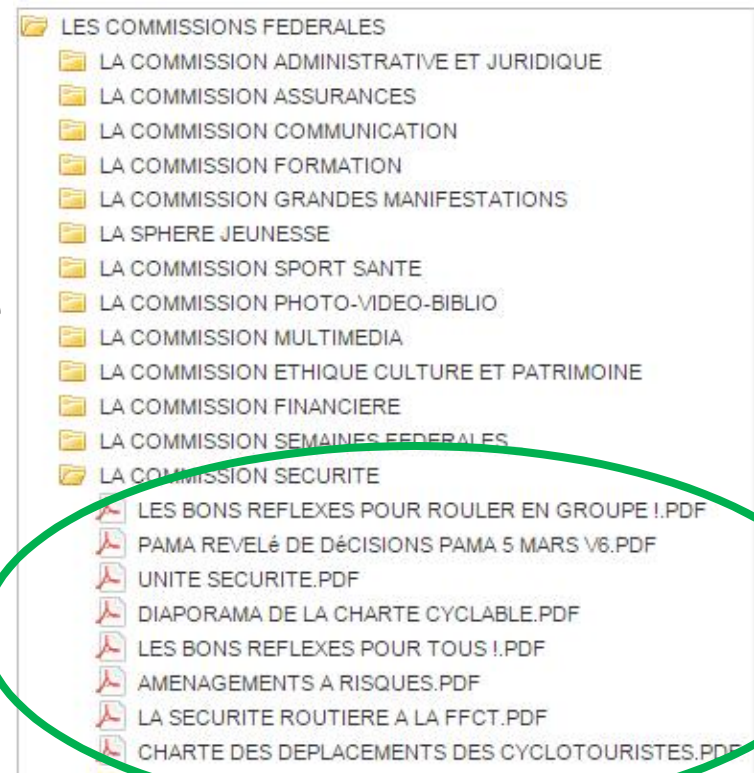 LES COMMISSIONS FEDERALES
LA COMMISSION ADMINISTRATIVE ET JURIDIQUE
LA COMMISSION ASSURANCES
LA COMMISSION COMMUNICATION
LA COMMISSION FORMATION
LA COMMISSION GRANDES MANIFESTATIONS
LA SPHERE JEUNESSE
LA COMMISSION SPORT SANTE
LA COMMISSION PHOTO-VIDEO-BIBLIO
LA COMMISSION MULTIMEDIA
LA COMMISSION ETHIQUE CULTURE ET PATRIMOINE
LA COMMISSION FINANCIERE
LA COMMISSION SEMAINES FEDERALES
LA COMMISSION SECURITE
LES BONS REFLEXES POUR ROULER EN GROUPE !.PDF
PAMA REVELé DE DéCISIONS PAMA 5 MARS V6.PDF
UNITE SECURITE.PDF
DIAPORAMA DE LA CHARTE CYCLABLE.PDF
LES BONS REFLEXES POUR TOUS !.PDF
AMENAGEMENTS A RISQUES.PDF
LA SECURITE ROUTIERE A LA FFCT.PDF
CHARTE DES DEPLACEMENTS DES CYCLOTOURISTES.PDF